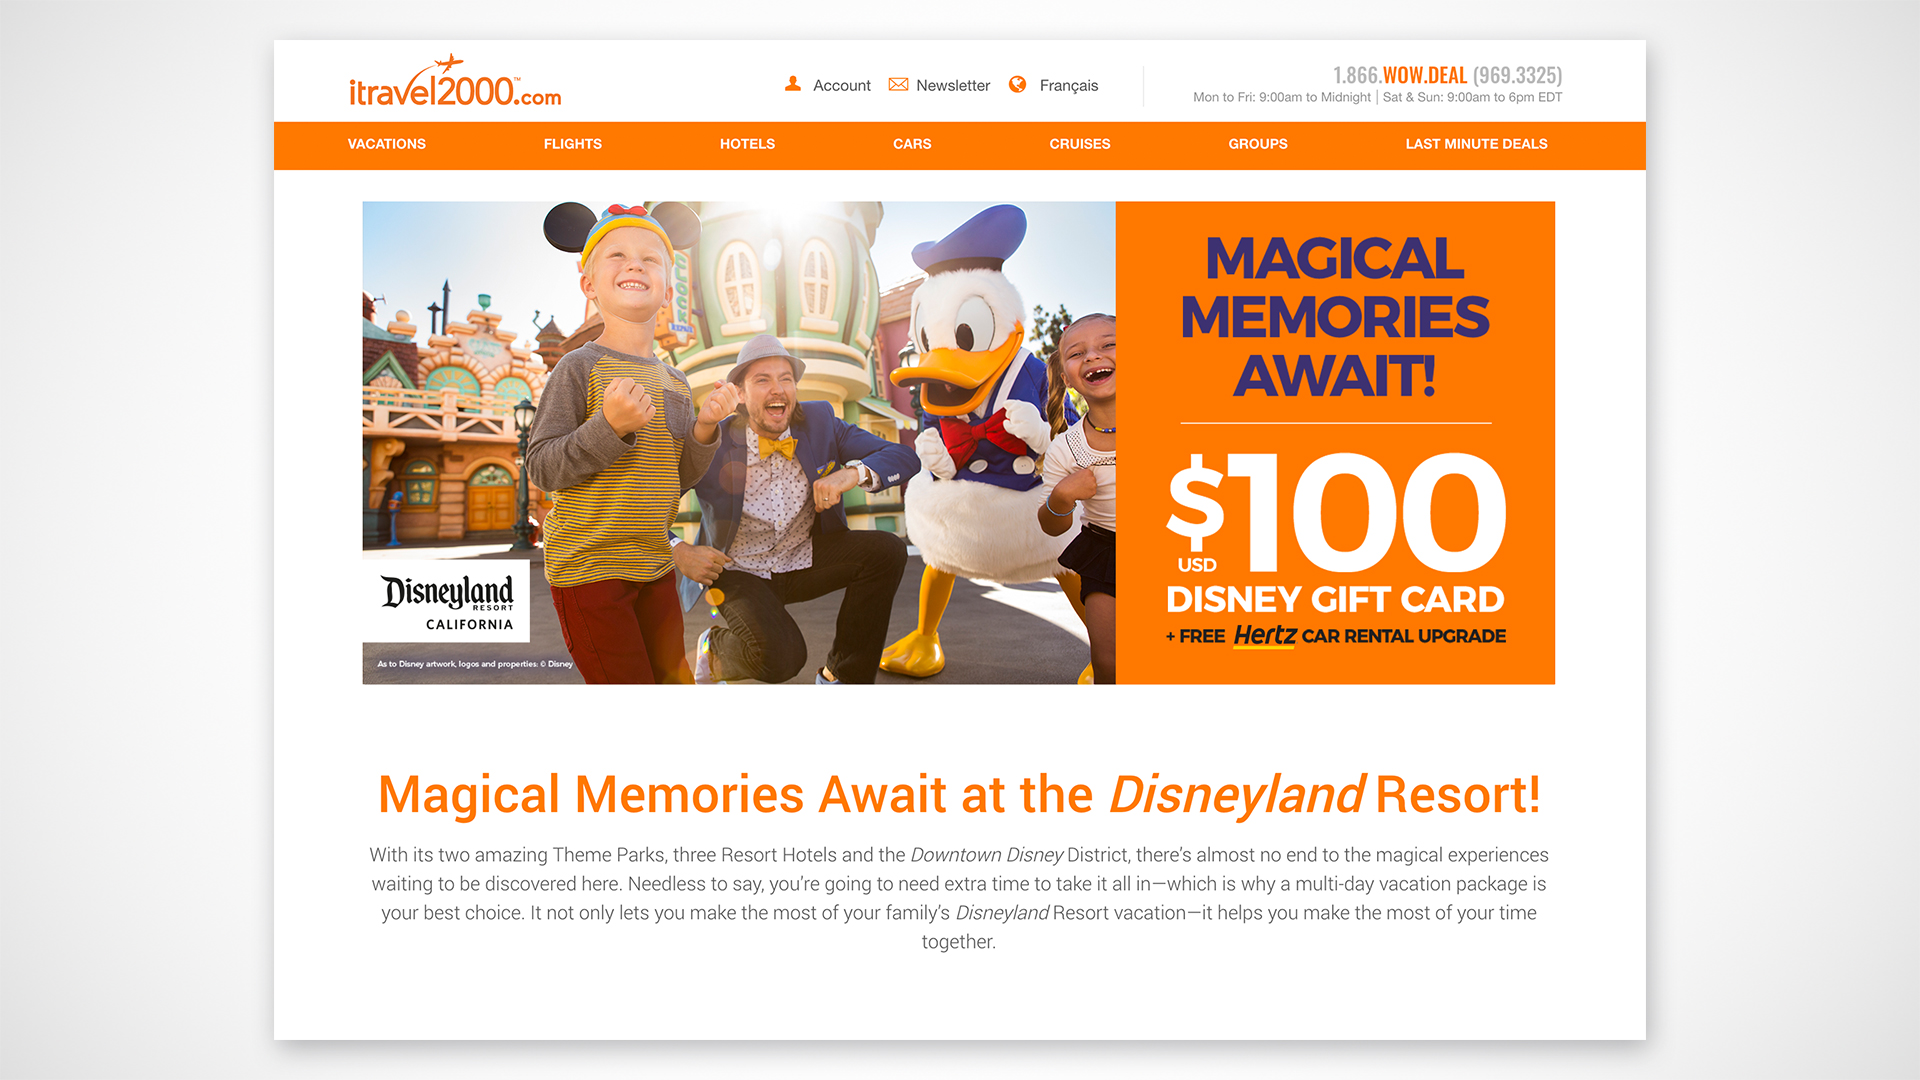 itravel2000.com™
Account
Newsletter
Français
1.866.WOW.DEAL (969.3325)
Mon to Fri: 9:00am to Midnight | Sat & Sun: 9:00am to 6pm EDT
VACATIONS
FLIGHTS
HOTELS
CARS
CRUISES
GROUPS
LAST MINUTE DEALS
MAGICAL
MEMORIES
AWAIT!
$100
USD
DISNEY GIFT CARD
+ FREE Hertz CAR RENTAL UPGRADE
Disneyland
RESORT
CALIFORNIA
As to Disney artwork, logos and properties: © Disney
Magical Memories Await at the Disneyland Resort!
With its two amazing Theme Parks, three Resort Hotels and the Downtown Disney District, there's almost no end to the magical experiences
waiting to be discovered here. Needless to say, you're going to need extra time to take it all in—which is why a multi-day vacation package is
your best choice. It not only lets you make the most of your family's Disneyland Resort vacation—it helps you make the most of your time
together.